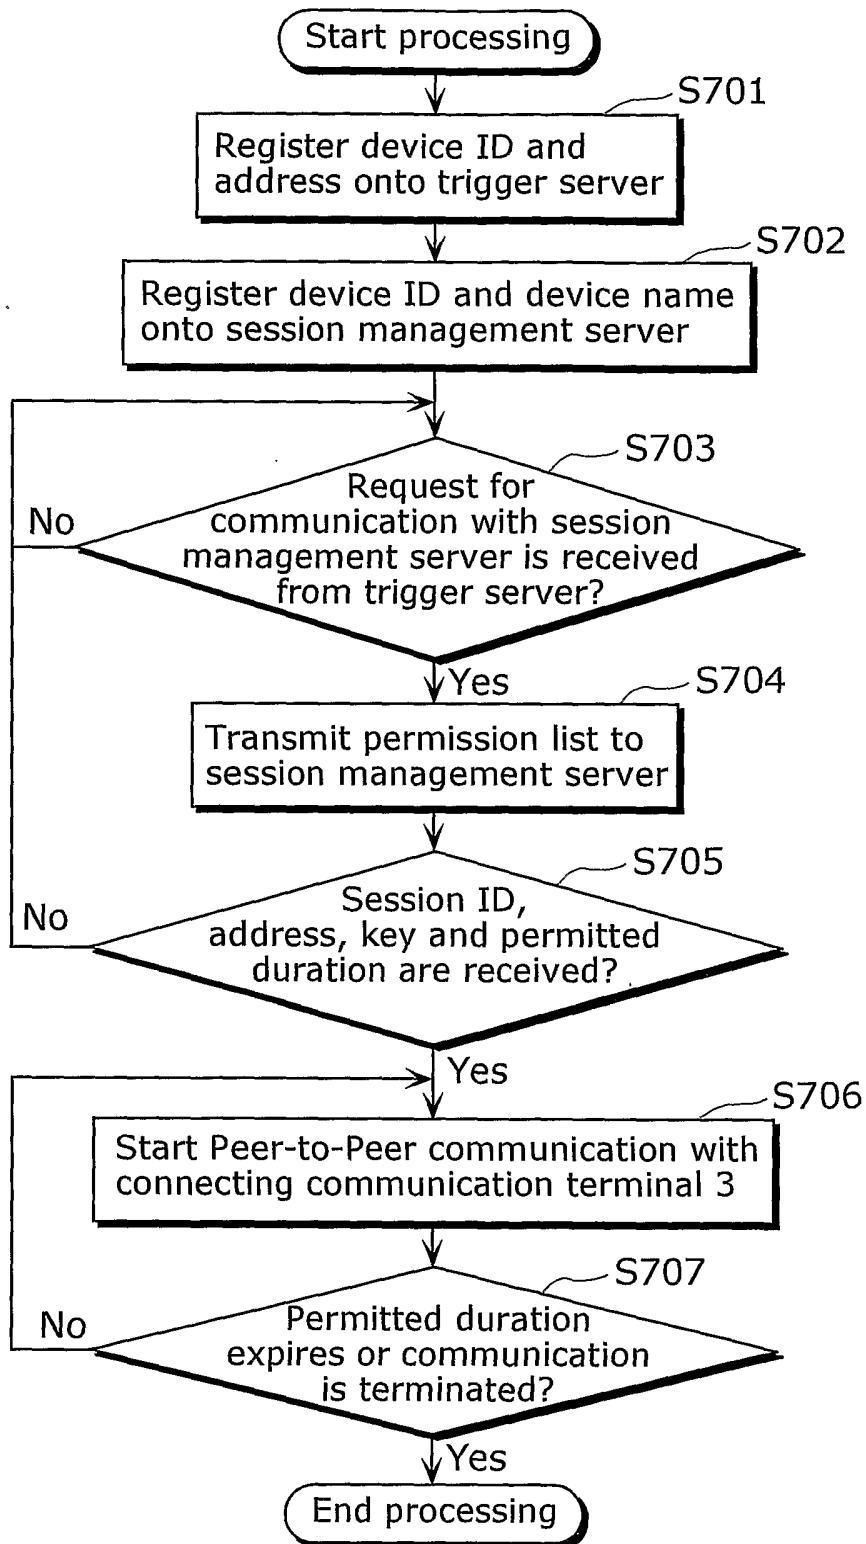 Start processing
S701
Register device ID and
address onto trigger server
S702
Register device ID and device name
onto session management server
S703
Request for
communication with session
management server is received
from trigger server?
No
Yes
S704
Transmit permission list to
session management server
S705
Session ID,
address, key and permitted
duration are received?
No
Yes
S706
Start Peer-to-Peer communication with
connecting communication terminal 3
S707
Permitted duration
expires or communication
is terminated?
No
Yes
End processing